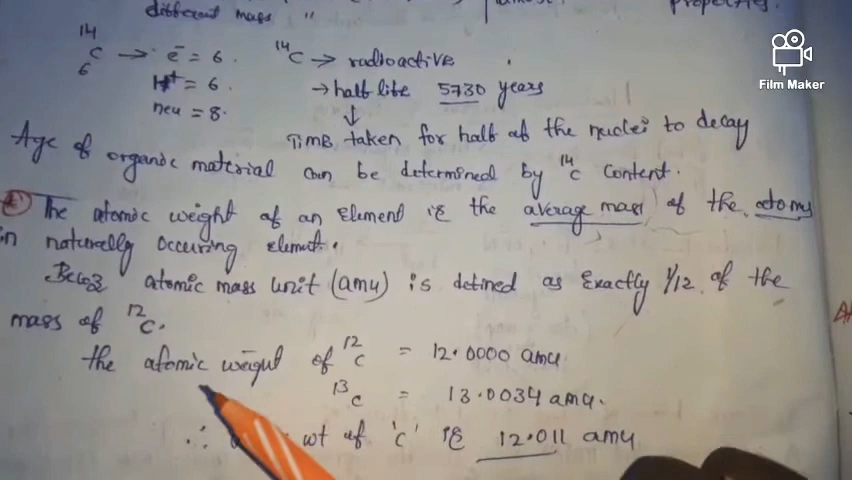 different mass "
properties.
14
C → e⁻ = 6. ¹⁴C → radioactive
6 H⁺ = 6. → half life 5730 years
neu = 8. ↓
Time taken for half of the nuclei to decay
Age of organic material can be determined by ¹⁴C content.
The atomic weight of an Element is the average mass of the atoms
in naturally occuring element.
atomic mass unit (amu) is defined as Exactly 1/12 of the
mass of ¹²C.
the atomic weight of ¹²C = 12.0000 amu
¹³C = 13.0034 amu.
∴ wt of 'C' is 12.011 amu
Film Maker